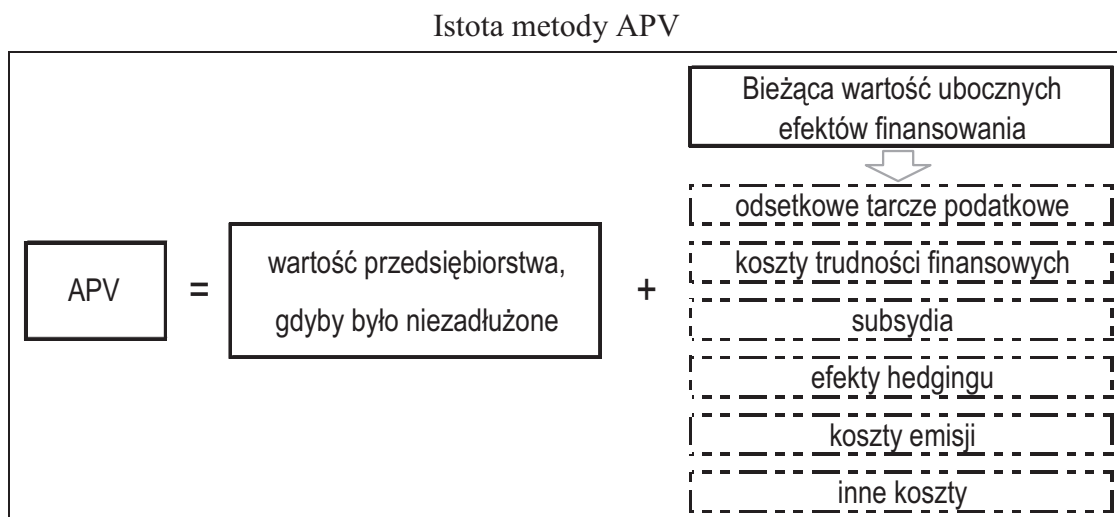 Istota metody APV
APV
=
wartość przedsiębiorstwa,
gdyby było niezadłużone
+
Bieżąca wartość ubocznych
efektów finansowania
odsetkowe tarcze podatkowe
koszty trudności finansowych
subsydia
efekty hedgingu
koszty emisji
inne koszty